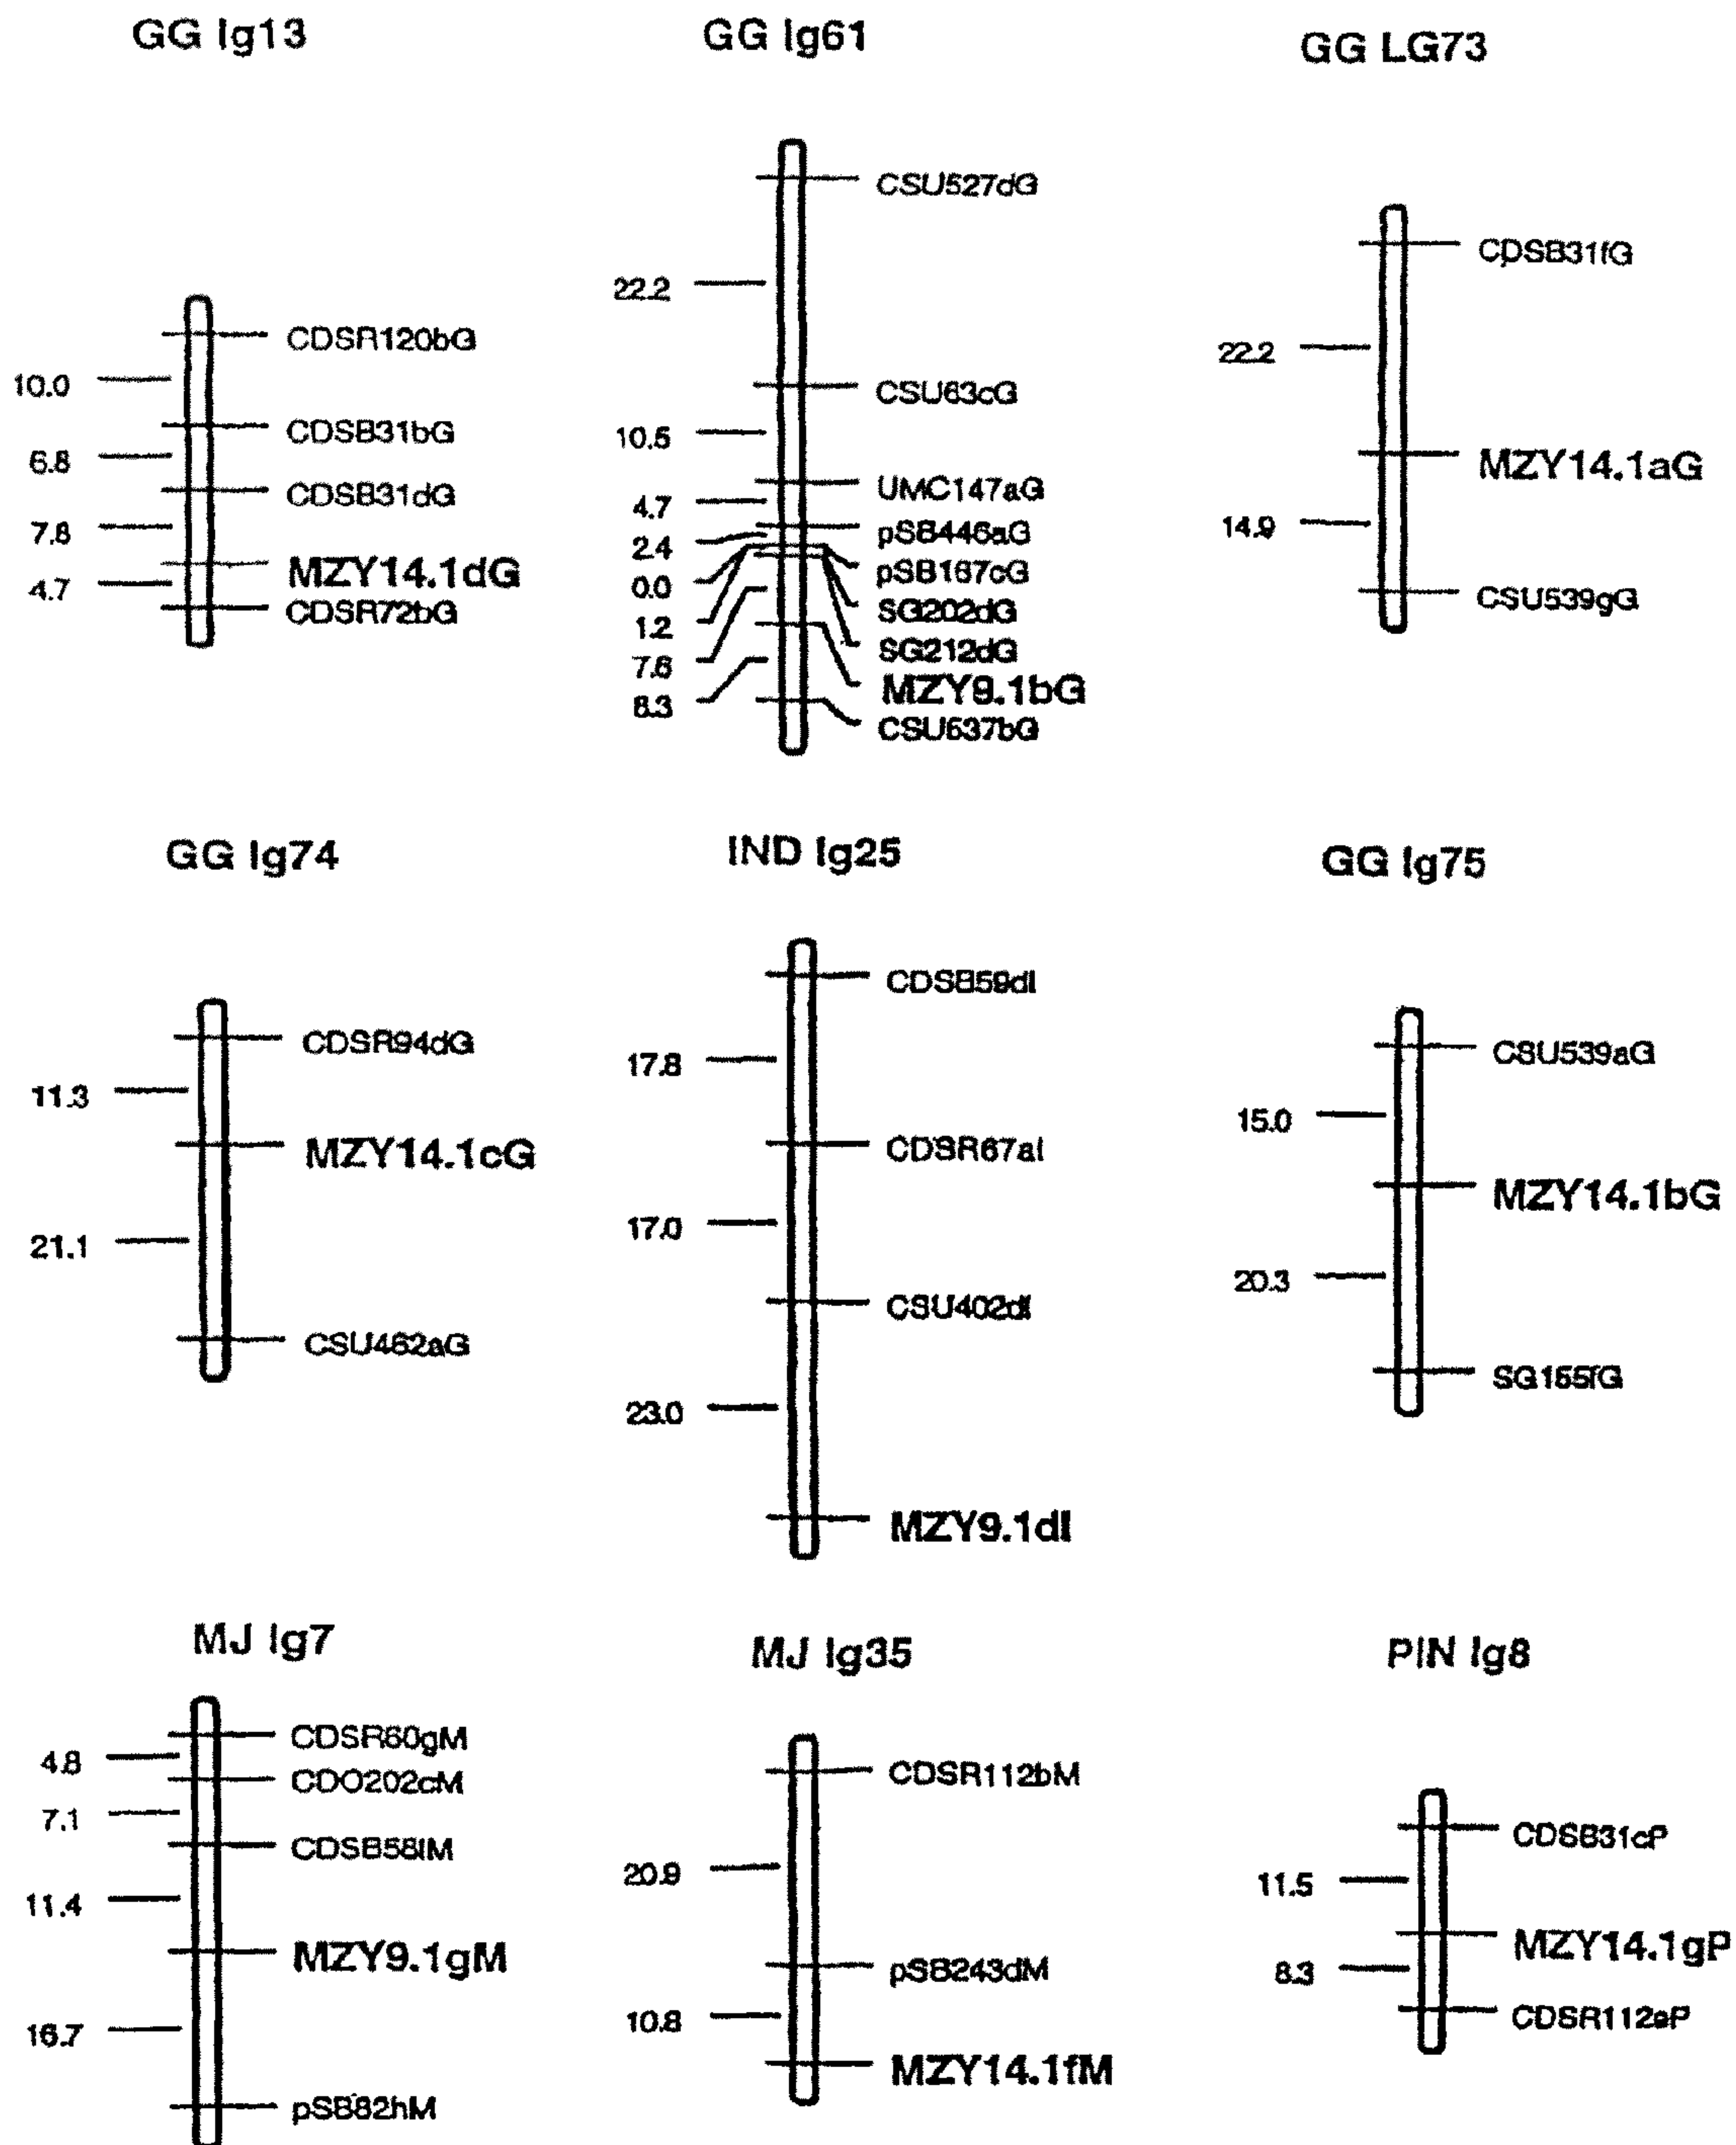 GG lg13
CDSR120bG
10.0
CDSB31bG
6.8
CDSB31dG
7.8
MZY14.1dG
4.7
CDSR72bG
GG lg61
CSU527dG
22.2
CSU63cG
10.5
UMC147aG
4.7
pSB446aG
2.4
pSB167cG
0.0
SG202dG
1.2
SG212dG
7.6
MZY9.1bG
8.3
CSU537bG
GG LG73
CDSB31fG
22.2
MZY14.1aG
14.9
CSU539gG
GG lg74
CDSR94dG
11.3
MZY14.1cG
21.1
CSU462aG
IND lg25
CDSB59dI
17.8
CDSR67aI
17.0
CSU402dI
23.0
MZY9.1dI
GG lg75
CSU539aG
15.0
MZY14.1bG
20.3
SG155fG
MJ lg7
CDSR60gM
4.8
CDO202cM
7.1
11.4
MZY9.1gM
16.7
pSB82hM
MJ lg35
CDSR112bM
20.9
pSB243dM
10.8
MZY14.1fM
PIN lg8
CDSB31cP
11.5
MZY14.1gP
8.3
CDSR112eP